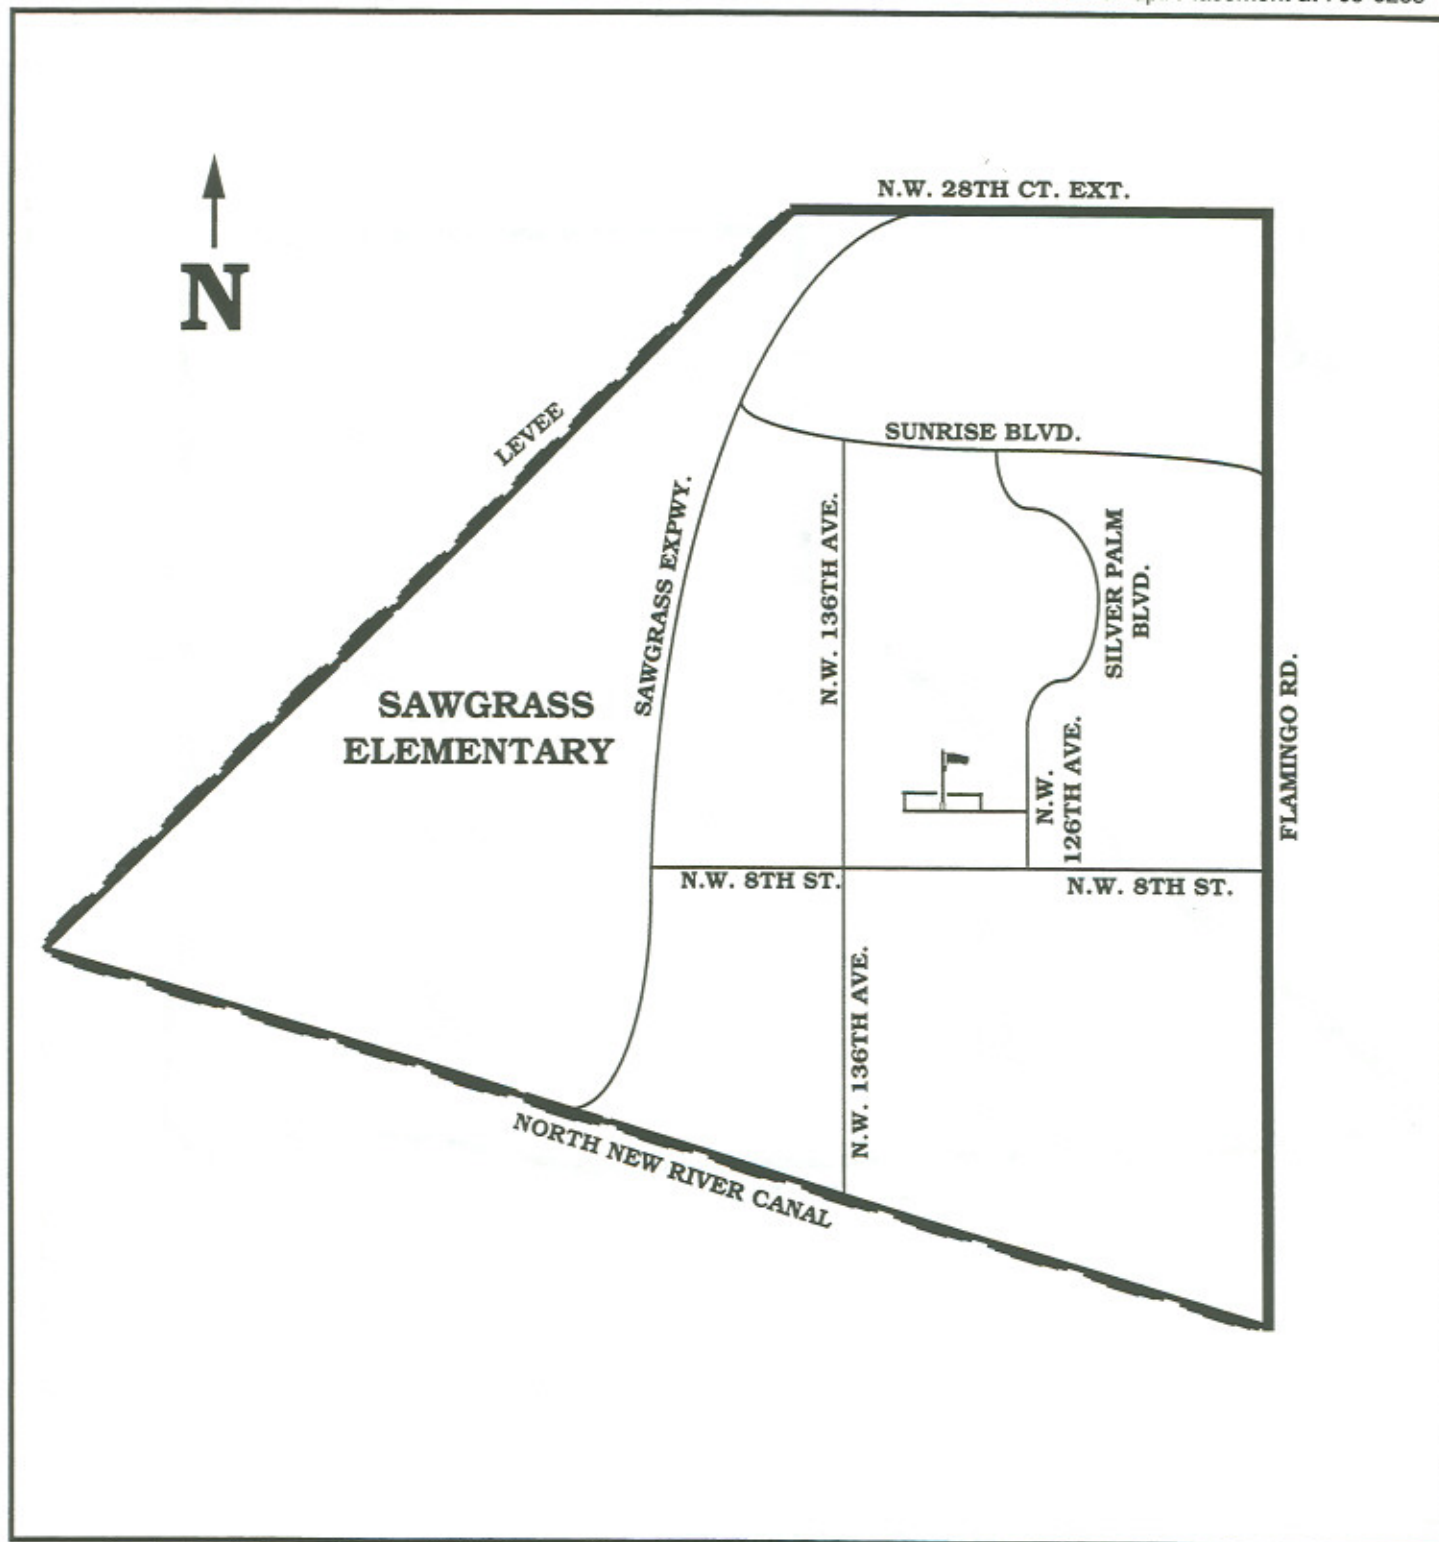 N.W. 28TH CT. EXT.
N
LEVEE
SUNRISE BLVD.
SAWGRASS EXPWY.
N.W. 136TH AVE.
SILVER PALM
BLVD.
FLAMINGO RD.
SAWGRASS
ELEMENTARY
N.W.
126TH AVE.
N.W. 8TH ST.
N.W. 8TH ST.
N.W. 136TH AVE.
NORTH NEW RIVER CANAL